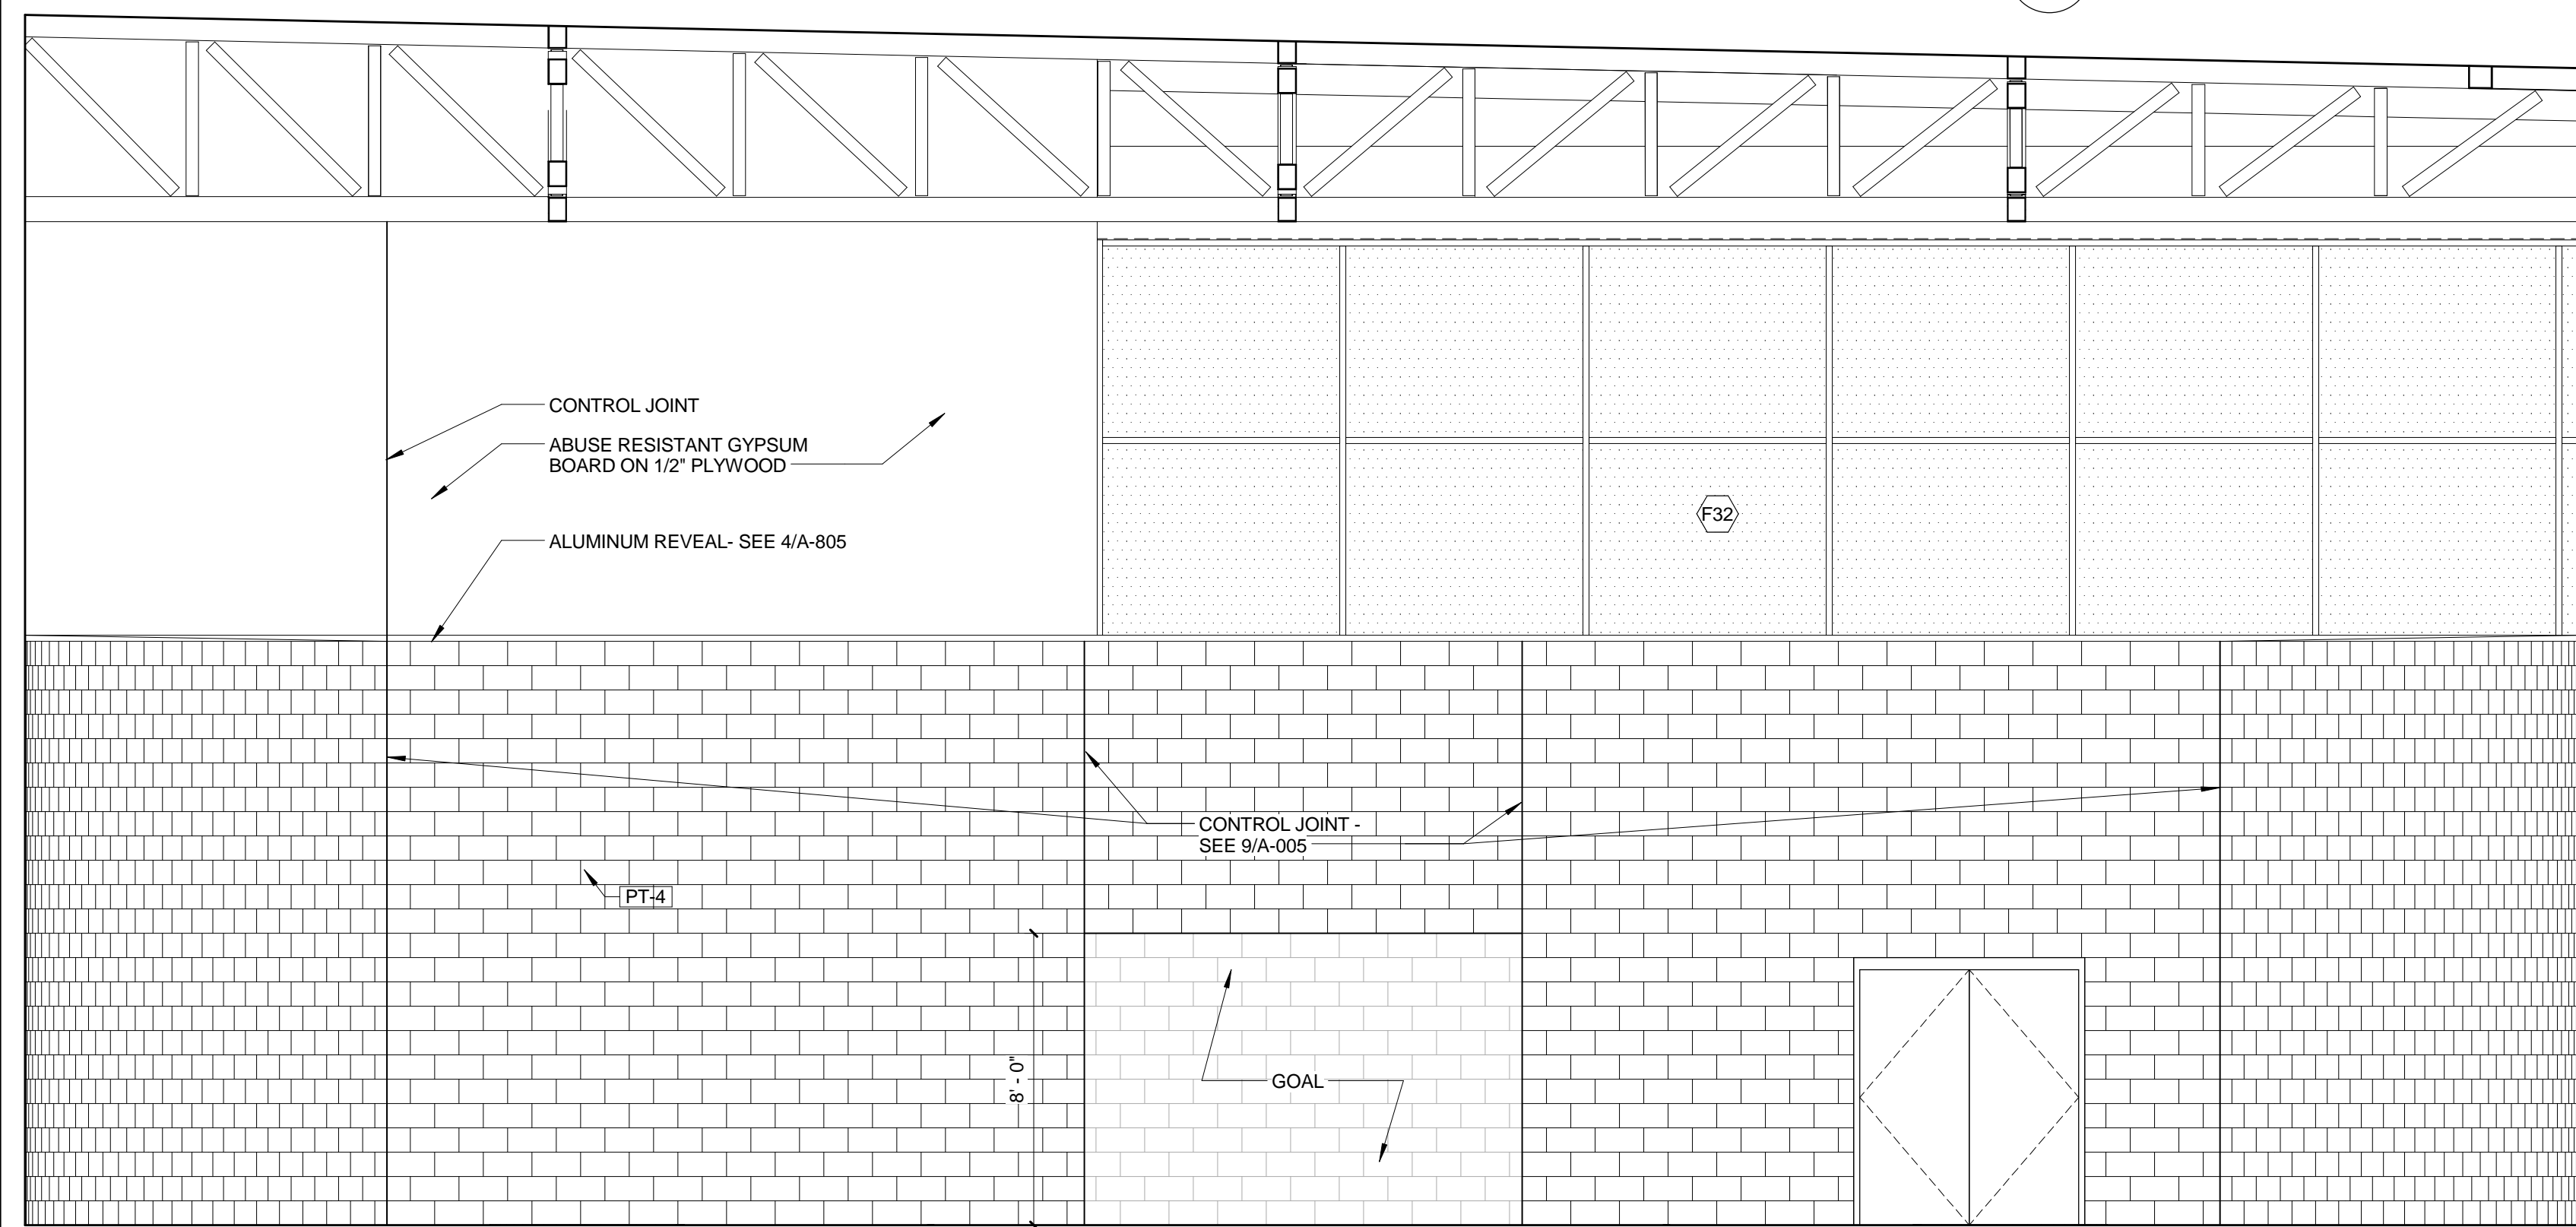 CONTROL JOINT
ABUSE RESISTANT GYPSUM
BOARD ON 1/2" PLYWOOD
ALUMINUM REVEAL- SEE 4/A-805
F32
CONTROL JOINT -
SEE 9/A-005
PT-4
8' - 0"
GOAL